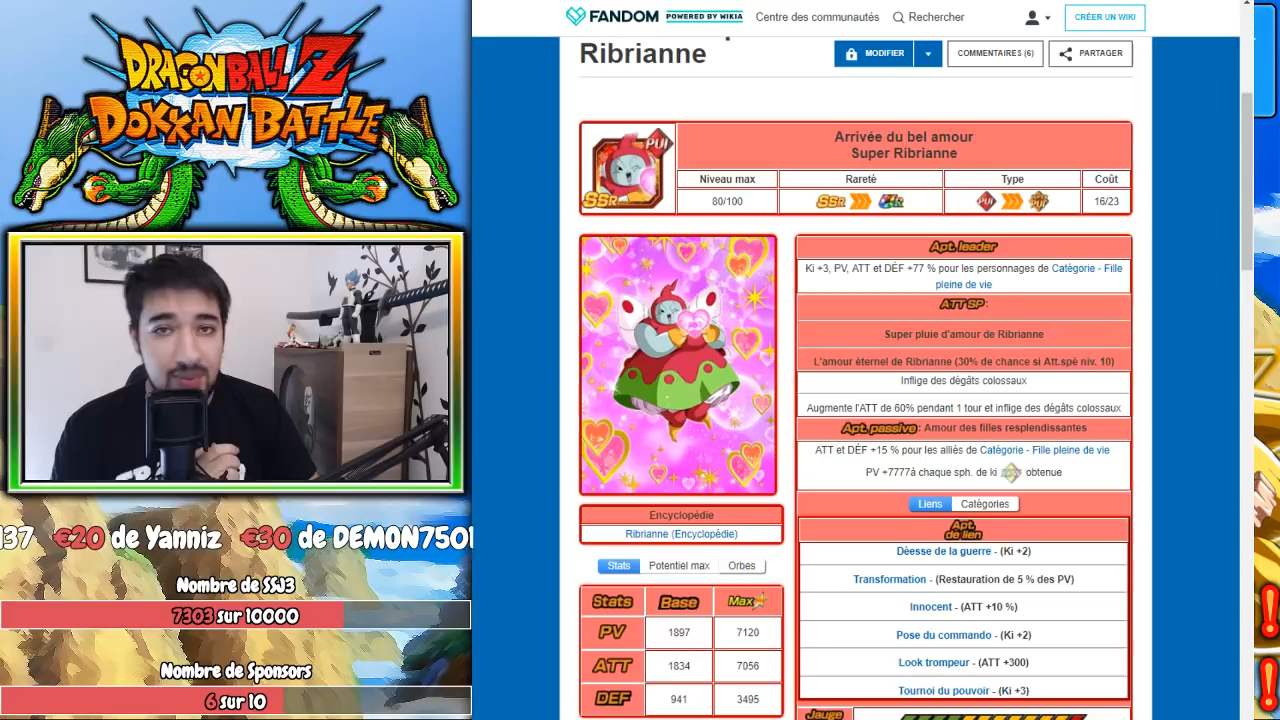 DRAGON BALL Z
DOKKAN BATTLE
FANDOM
POWERED BY WIKIA
Centre des communautés
Rechercher
CRÉER UN WIKI
Ribrianne
MODIFIER
COMMENTAIRES (6)
PARTAGER
PUI
SSR
Arrivée du bel amour
Super Ribrianne
Niveau max
Rareté
Type
Coût
80/100
SSR
PUI
16/23
Apt. leader
Ki +3, PV, ATT et DÉF +77 % pour les personnages de Catégorie - Fille
pleine de vie
ATT SP :
Super pluie d'amour de Ribrianne
L'amour éternel de Ribrianne (30% de chance si Att.spé niv. 10)
Inflige des dégâts colossaux
Augmente l'ATT de 60% pendant 1 tour et inflige des dégâts colossaux
Apt. passive : Amour des filles resplendissantes
ATT et DÉF +15 % pour les alliés de Catégorie - Fille pleine de vie
PV +7777à chaque sph. de ki obtenue
Liens
Catégories
Apt.
de lien
Déesse de la guerre - (Ki +2)
Transformation - (Restauration de 5 % des PV)
Innocent - (ATT +10 %)
Pose du commando - (Ki +2)
Look trompeur - (ATT +300)
Tournoi du pouvoir - (Ki +3)
Jauge
Encyclopédie
Ribrianne (Encyclopédie)
Stats
Potentiel max
Orbes
Stats
Base
Max
PV
1897
7120
ATT
1834
7056
DEF
941
3495
37 €20 de Yanniz €30 de DEMON7501
Nombre de SSJ3
7303 sur 10000
Nombre de Sponsors
6 sur 10